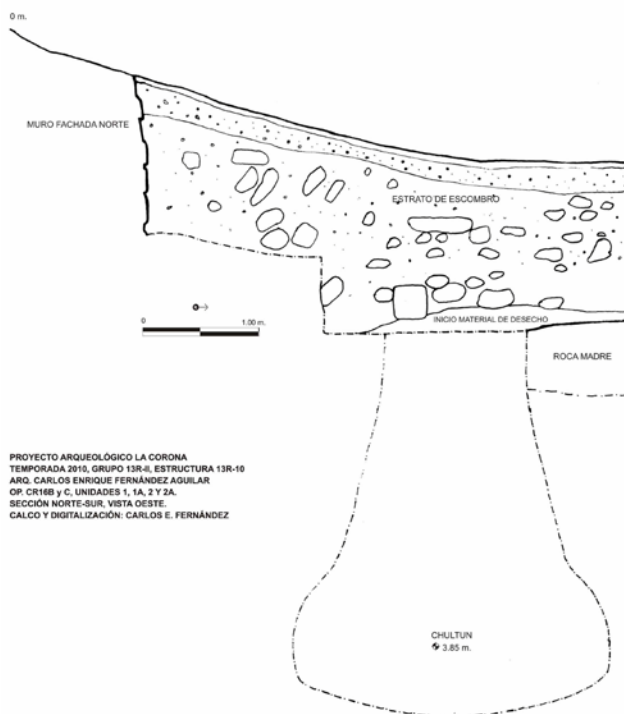 0 m.
MURO FACHADA NORTE
ESTRATO DE ESCOMBRO
0 1.00 m.
INICIO MATERIAL DE DESECHO
ROCA MADRE
PROYECTO ARQUEOLÓGICO LA CORONA
TEMPORADA 2010, GRUPO 13R-II, ESTRUCTURA 13R-10
ARQ. CARLOS ENRIQUE FERNÁNDEZ AGUILAR
OP. CR16B y C, UNIDADES 1, 1A, 2 Y 2A.
SECCIÓN NORTE-SUR, VISTA OESTE.
CALCO Y DIGITALIZACIÓN: CARLOS E. FERNÁNDEZ
CHULTUN
3.85 m.